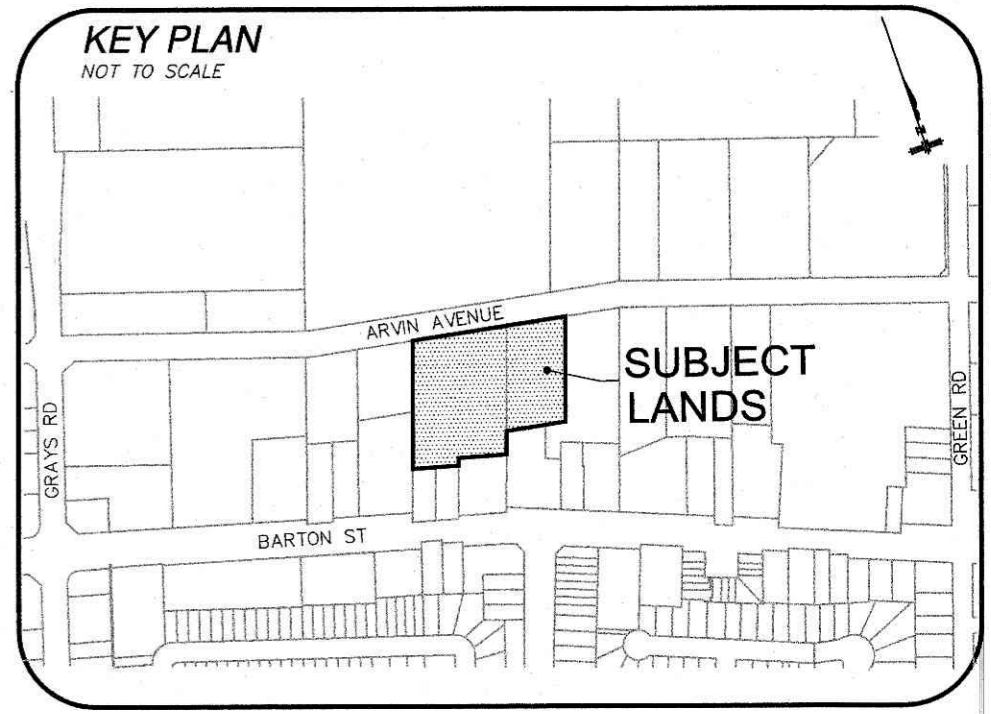 KEY PLAN
NOT TO SCALE
ARVIN AVENUE
SUBJECT
LANDS
GRAYS RD
GREEN RD
BARTON ST